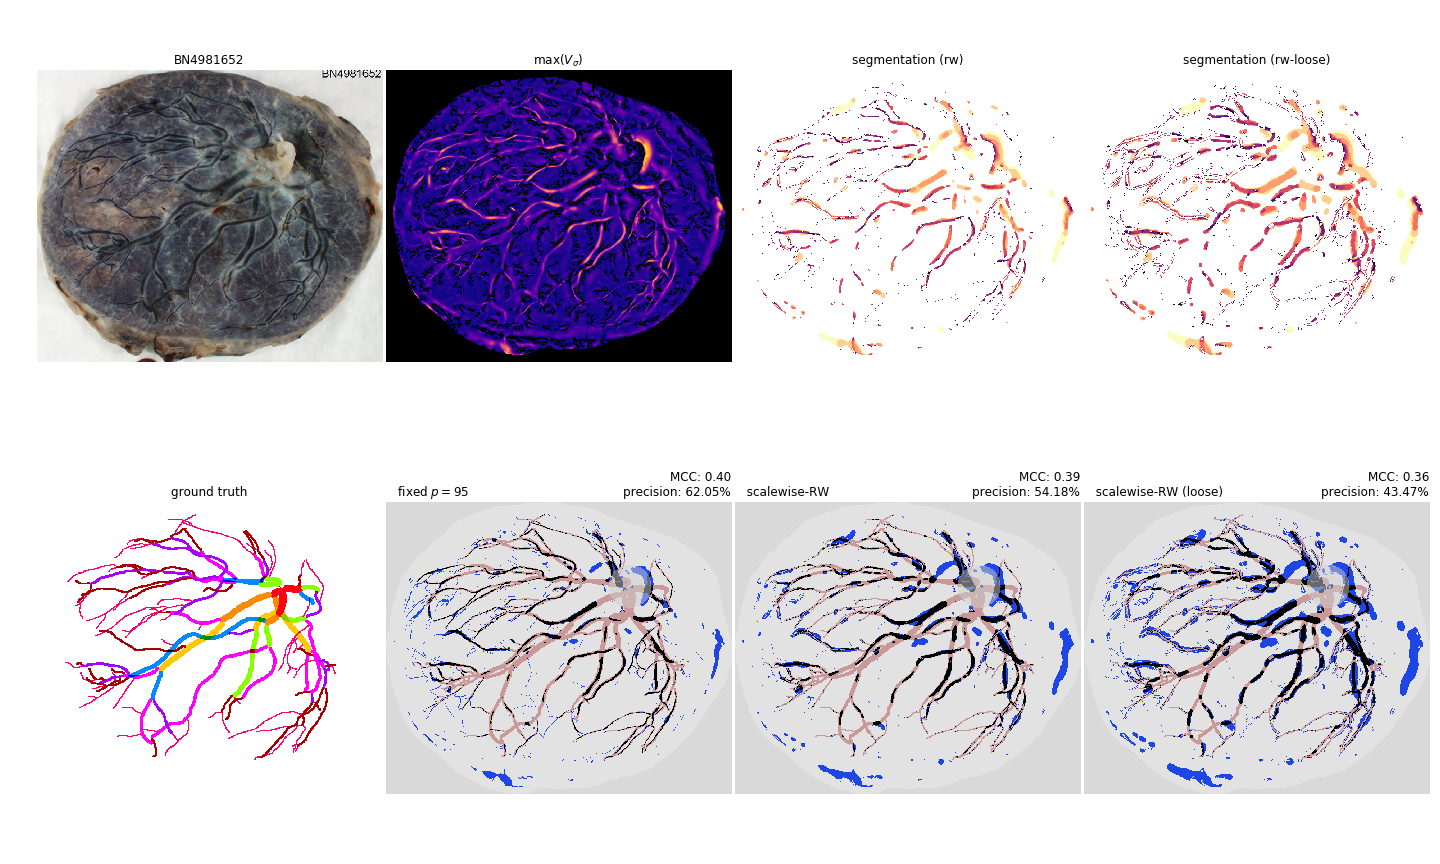 BN4981652
max(V_σ)
segmentation (rw)
segmentation (rw-loose)
BN4981652
ground truth
fixed p = 95
MCC: 0.40
precision: 62.05%
scalewise-RW
MCC: 0.39
precision: 54.18%
scalewise-RW (loose)
MCC: 0.36
precision: 43.47%